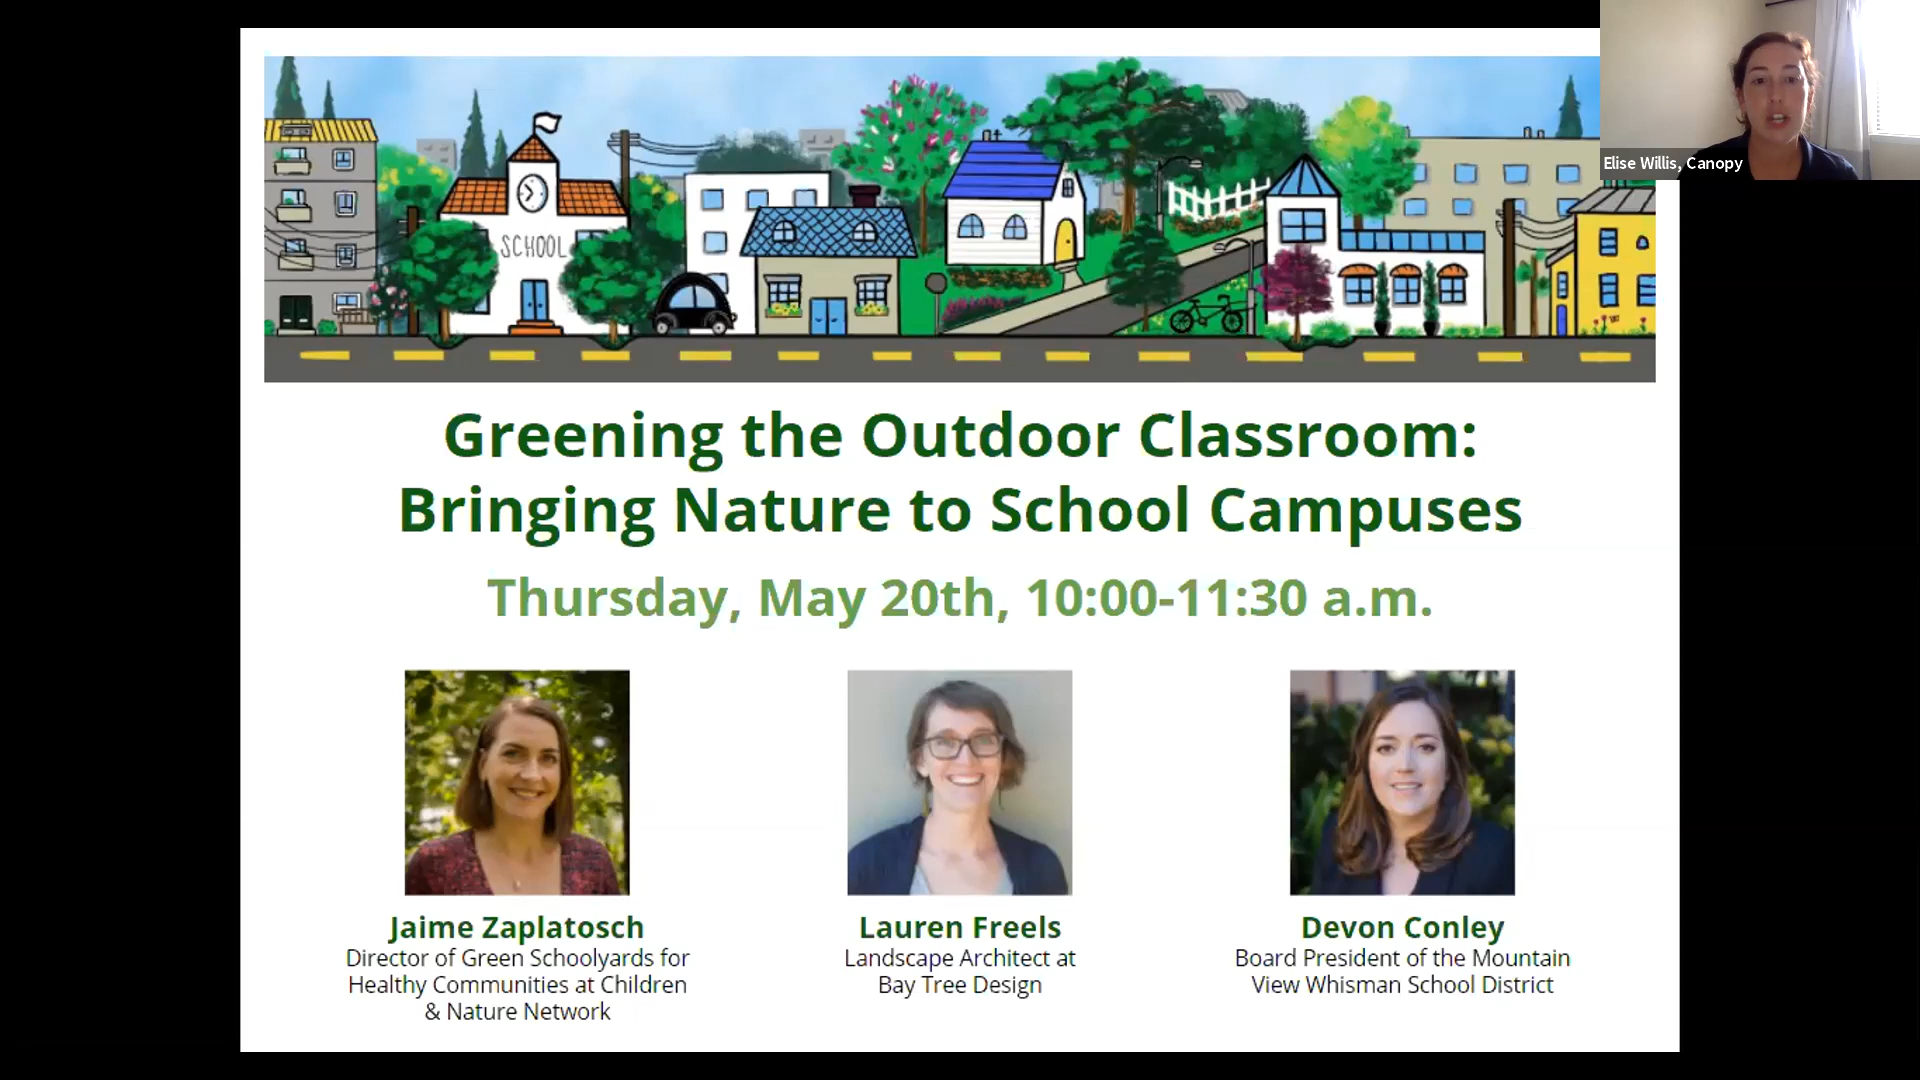 Elise Willis, Canopy
SCHOOL
Greening the Outdoor Classroom:
Bringing Nature to School Campuses
Thursday, May 20th, 10:00-11:30 a.m.
Jaime Zaplatosch
Director of Green Schoolyards for
Healthy Communities at Children
& Nature Network
Lauren Freels
Landscape Architect at
Bay Tree Design
Devon Conley
Board President of the Mountain
View Whisman School District